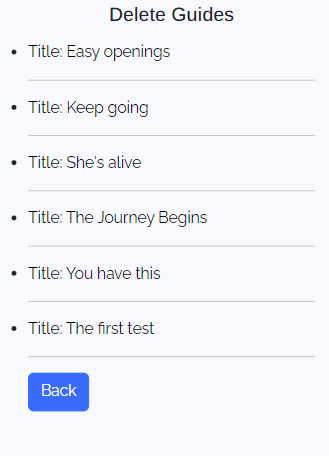 Delete Guides
Title: Easy openings
Title: Keep going
Title: She's alive
Title: The Journey Begins
Title: You have this
Title: The first test
Back